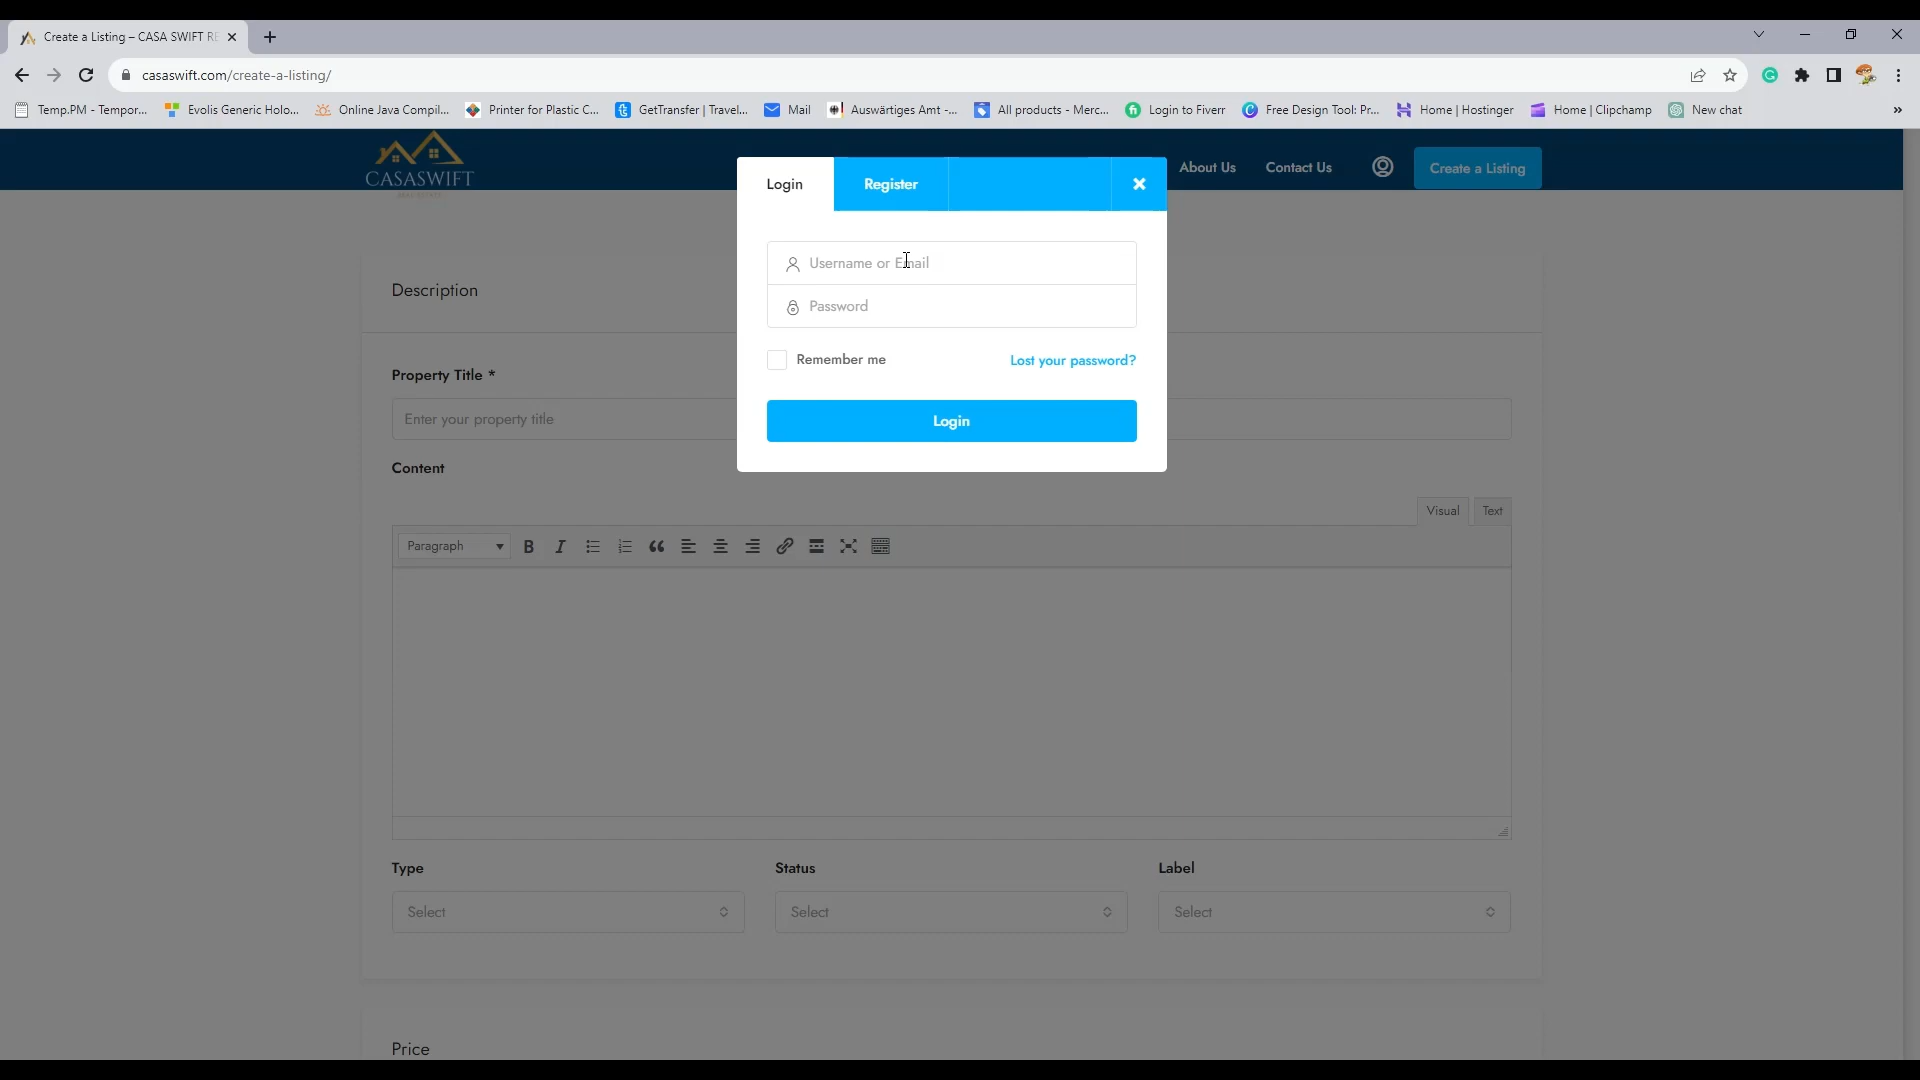 Create a Listing – CASA SWIFT RE
casaswift.com/create-a-listing/
Temp.PM - Tempor... Evolis Generic Holo... Online Java Compil... Printer for Plastic C... GetTransfer | Travel... Mail Auswärtiges Amt -... All products - Merc... Login to Fiverr Free Design Tool: Pr... Home | Hostinger Home | Clipchamp New chat »
CASASWIFT
About Us Contact Us Create a Listing
Login Register
Username or Email
Password
Remember me Lost your password?
Login
Description
Property Title *
Enter your property title
Content
Visual Text
Paragraph
Type Status Label
Select Select Select
Price